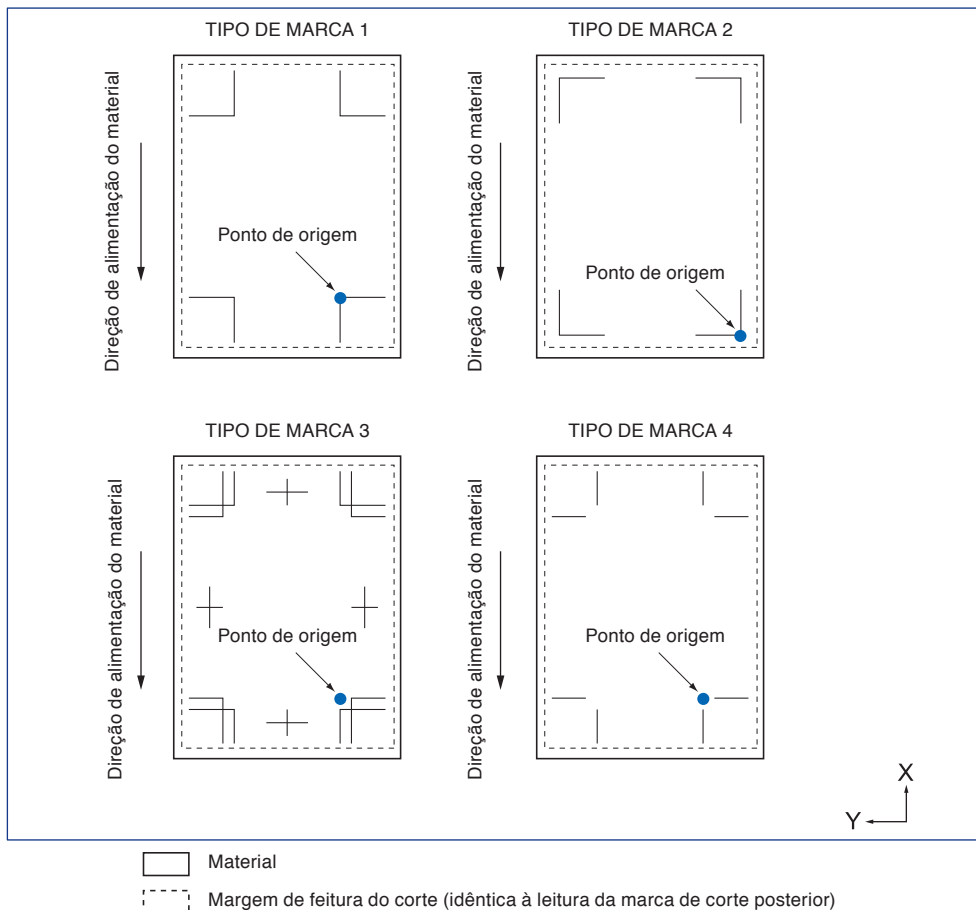 TIPO DE MARCA 1
Direção de alimentação do material
Ponto de origem
TIPO DE MARCA 2
Direção de alimentação do material
Ponto de origem
TIPO DE MARCA 3
Direção de alimentação do material
Ponto de origem
TIPO DE MARCA 4
Direção de alimentação do material
Ponto de origem
X
Y
Material
Margem de feitura do corte (idêntica à leitura da marca de corte posterior)